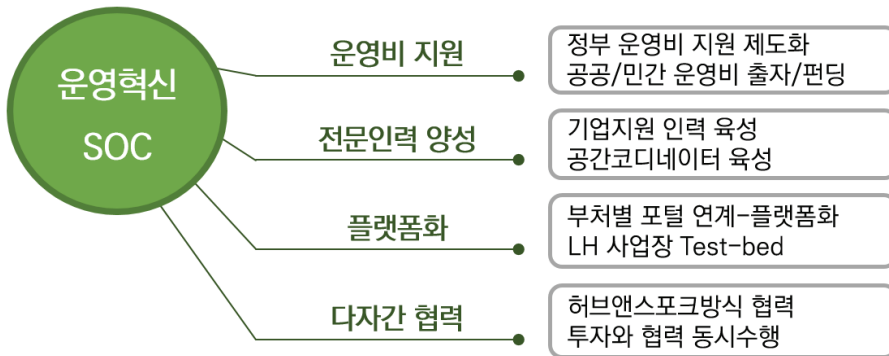 운영혁신
SOC
운영비 지원
정부 운영비 지원 제도화
공공/민간 운영비 출자/펀딩
전문인력 양성
기업지원 인력 육성
공간코디네이터 육성
플랫폼화
부처별 포털 연계-플랫폼화
LH 사업장 Test-bed
다자간 협력
허브앤스포크방식 협력
투자와 협력 동시수행